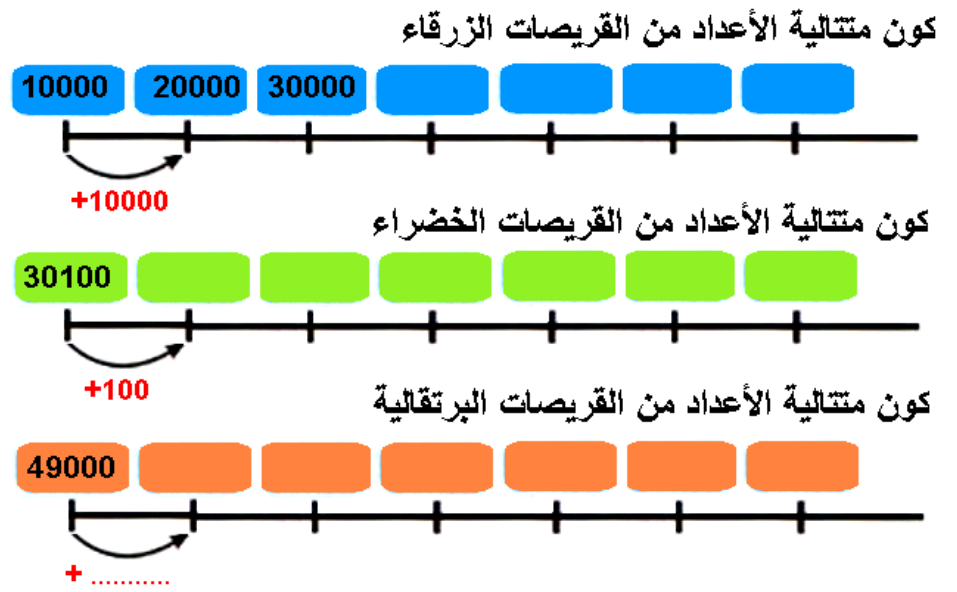 كون متتالية الأعداد من القريصات الزرقاء
10000 20000 30000
+10000
كون متتالية الأعداد من القريصات الخضراء
30100
+100
كون متتالية الأعداد من القريصات البرتقالية
49000
+ ...........